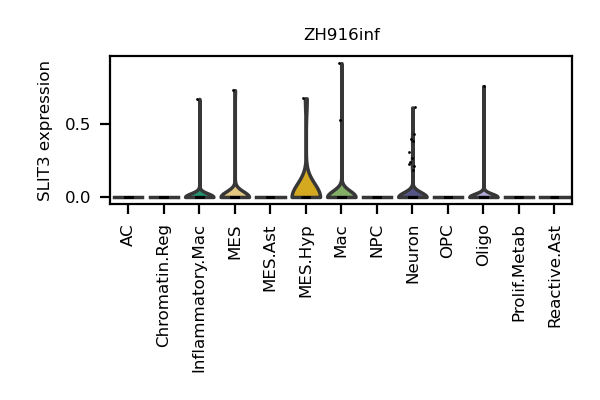 ZH916inf
SLIT3 expression
0.5
0.0
AC
Chromatin.Reg
Inflammatory.Mac
MES
MES.Ast
MES.Hyp
Mac
NPC
Neuron
OPC
Oligo
Prolif.Metab
Reactive.Ast